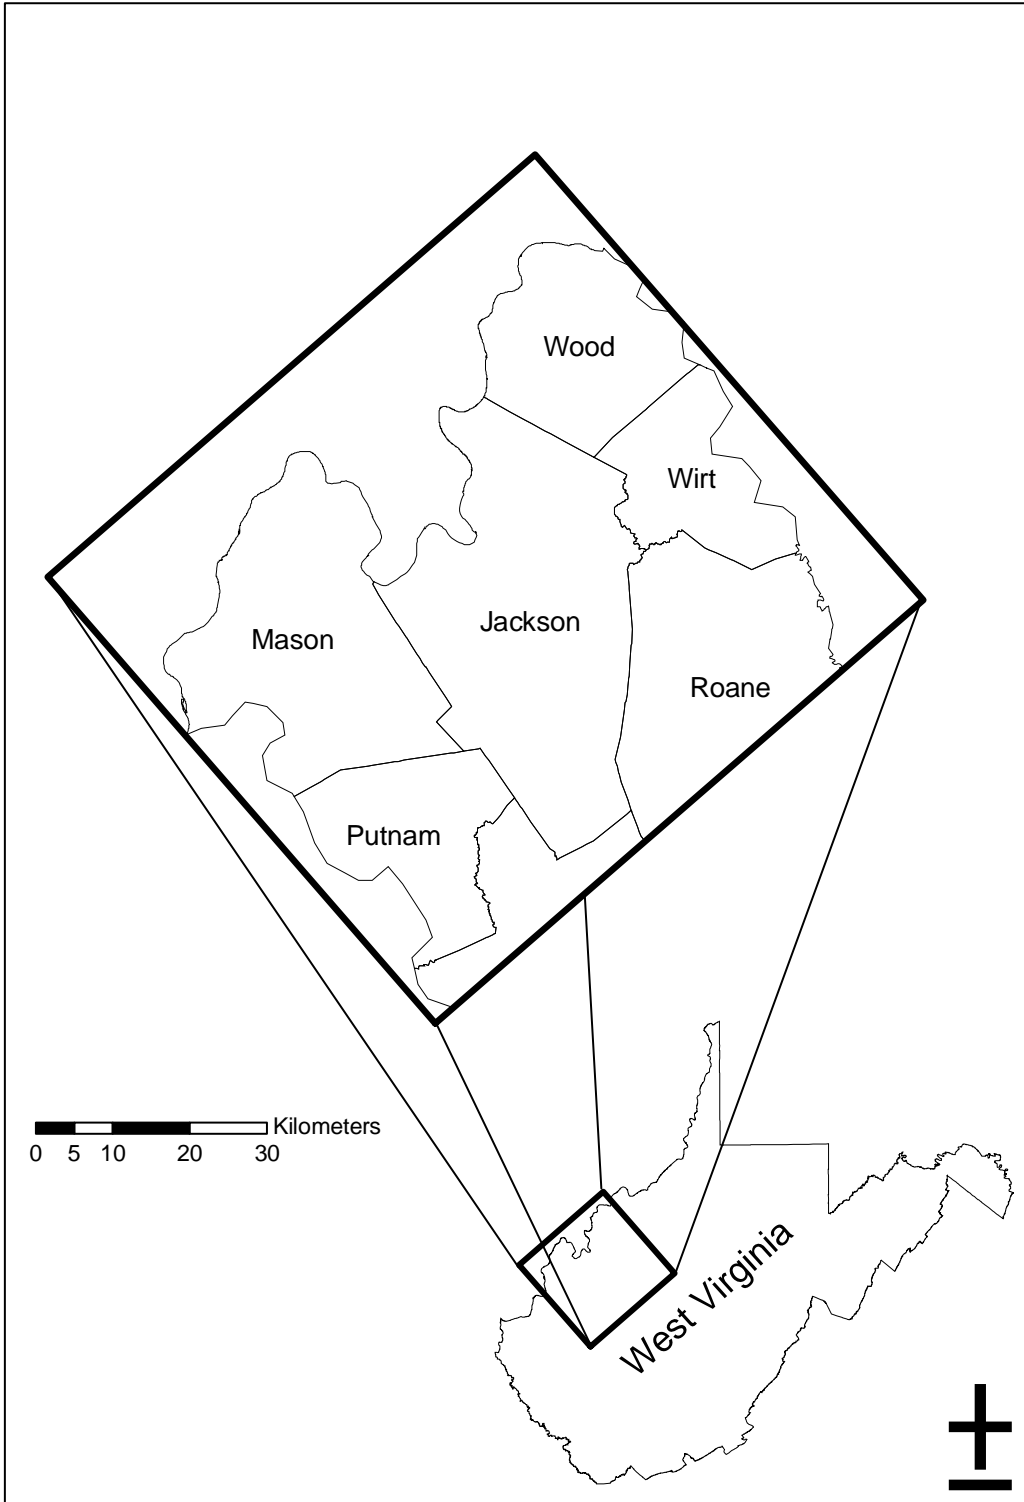 Wood
Wirt
Jackson
Mason
Roane
Putnam
Kilometers
0 5 10 20 30
West Virginia
±